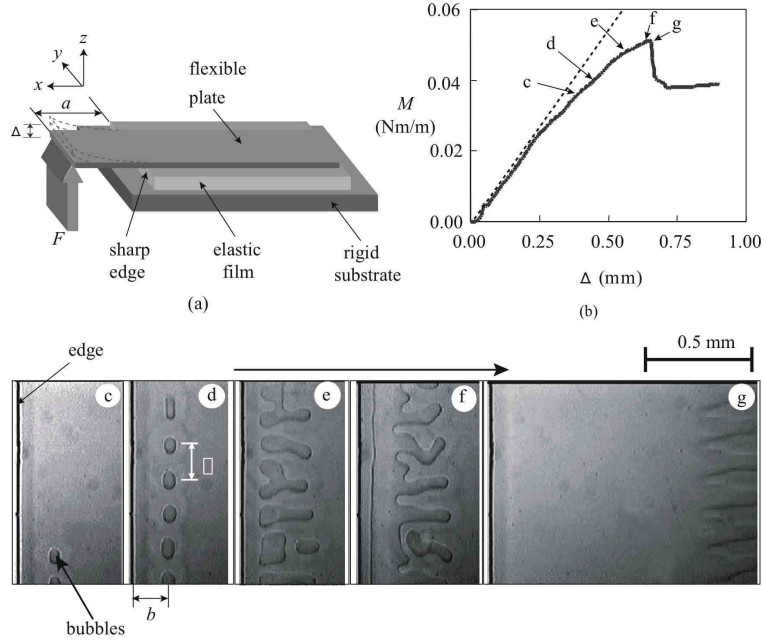 (a)
z
y
x
a
Δ
flexible
plate
F
sharp
edge
elastic
film
rigid
substrate
0.06
0.04
0.02
0.00
M
(Nm/m)
c
d
e
f
g
0.00 0.25 0.50 0.75 1.00
Δ (mm)
(b)
edge
0.5 mm
c
d
e
f
g
b
bubbles